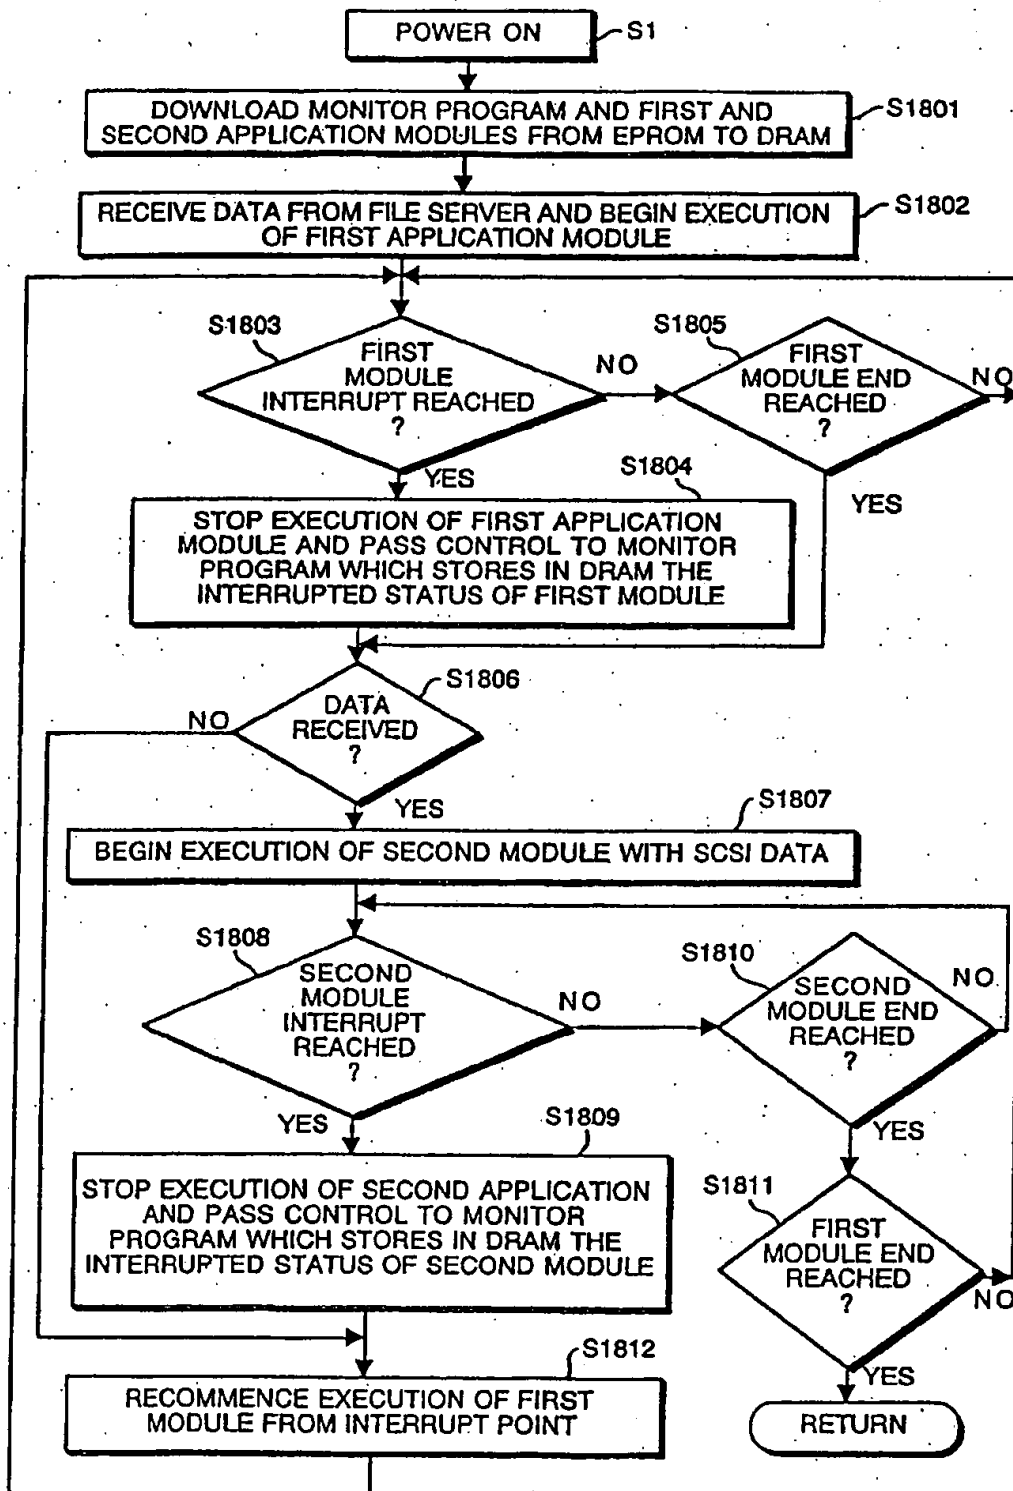 POWER ON
S1
DOWNLOAD MONITOR PROGRAM AND FIRST AND
SECOND APPLICATION MODULES FROM EPROM TO DRAM
S1801
RECEIVE DATA FROM FILE SERVER AND BEGIN EXECUTION
OF FIRST APPLICATION MODULE
S1802
S1803
FIRST
MODULE
INTERRUPT REACHED
?
NO
YES
S1805
FIRST
MODULE END
REACHED
?
NO
YES
S1804
STOP EXECUTION OF FIRST APPLICATION
MODULE AND PASS CONTROL TO MONITOR
PROGRAM WHICH STORES IN DRAM THE
INTERRUPTED STATUS OF FIRST MODULE
S1806
DATA
RECEIVED
?
NO
YES
S1807
BEGIN EXECUTION OF SECOND MODULE WITH SCSI DATA
S1808
SECOND
MODULE
INTERRUPT
REACHED
?
NO
YES
S1810
SECOND
MODULE END
REACHED
?
NO
YES
S1809
STOP EXECUTION OF SECOND APPLICATION
AND PASS CONTROL TO MONITOR
PROGRAM WHICH STORES IN DRAM THE
INTERRUPTED STATUS OF SECOND MODULE
S1811
FIRST
MODULE END
REACHED
?
NO
YES
S1812
RECOMMENCE EXECUTION OF FIRST
MODULE FROM INTERRUPT POINT
RETURN